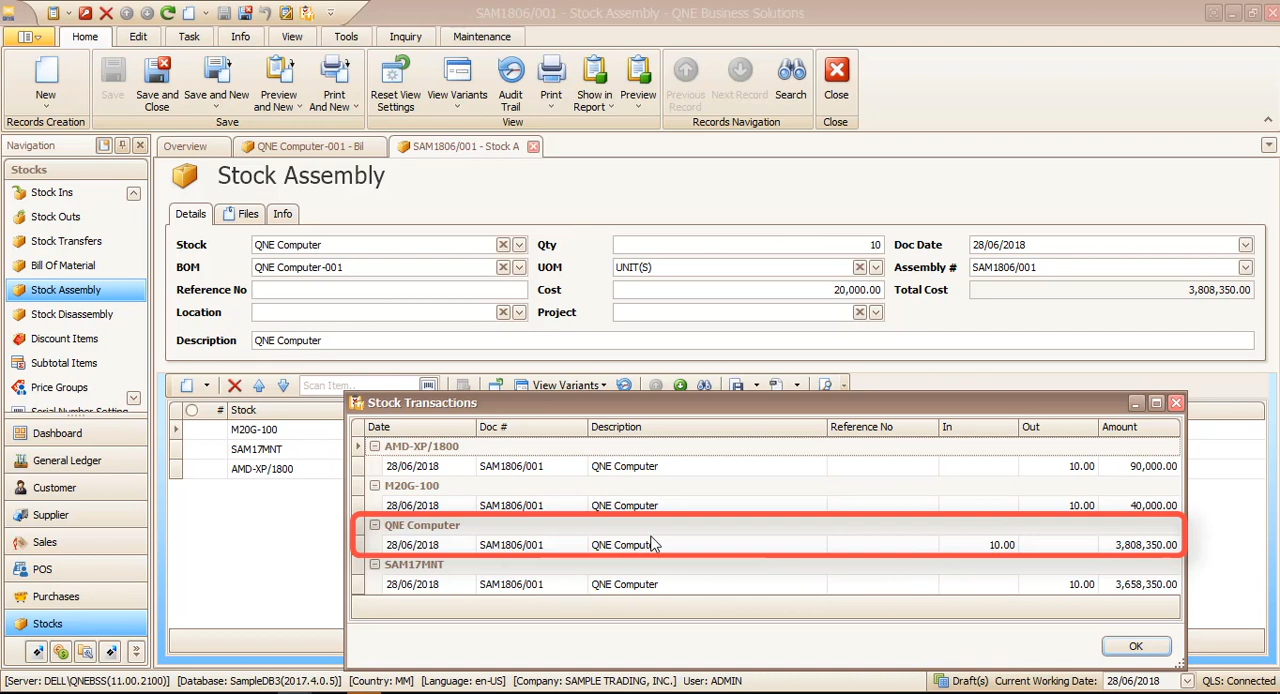 SAM1806/001 - Stock Assembly - QNE Business Solutions
Home Edit Task Info View Tools Inquiry Maintenance
New Save Save and Close Save and New Preview and New Print And New Reset View Settings View Variants Audit Trail Print Show in Report Preview Previous Record Next Record Search Close
Records Creation Save View Records Navigation Close
Navigation Overview QNE Computer-001 - Bil SAM1806/001 - Stock A
Stocks
Stock Ins
Stock Outs
Stock Transfers
Bill Of Material
Stock Assembly
Stock Disassembly
Discount Items
Subtotal Items
Price Groups
Serial Number Setting
Dashboard
General Ledger
Customer
Supplier
Sales
POS
Purchases
Stocks
Stock Assembly
Details Files Info
Stock QNE Computer Qty 10 Doc Date 28/06/2018
BOM QNE Computer-001 UOM UNIT(S) Assembly # SAM1806/001
Reference No Cost 20,000.00 Total Cost 3,808,350.00
Location Project
Description QNE Computer
Scan Item.. View Variants
# Stock
M20G-100
SAM17MNT
AMD-XP/1800
Stock Transactions
Date Doc # Description Reference No In Out Amount
AMD-XP/1800
28/06/2018 SAM1806/001 QNE Computer 10.00 90,000.00
M20G-100
28/06/2018 SAM1806/001 QNE Computer 10.00 40,000.00
QNE Computer
28/06/2018 SAM1806/001 QNE Computer 10.00 3,808,350.00
SAM17MNT
28/06/2018 SAM1806/001 QNE Computer 10.00 3,658,350.00
OK
[Server: DELL\QNEBSS(11.00.2100)] [Database: SampleDB3(2017.4.0.5)] [Country: MM] [Language: en-US] [Company: SAMPLE TRADING, INC.] User: ADMIN Draft(s) Current Working Date: 28/06/2018 QLS: Connected